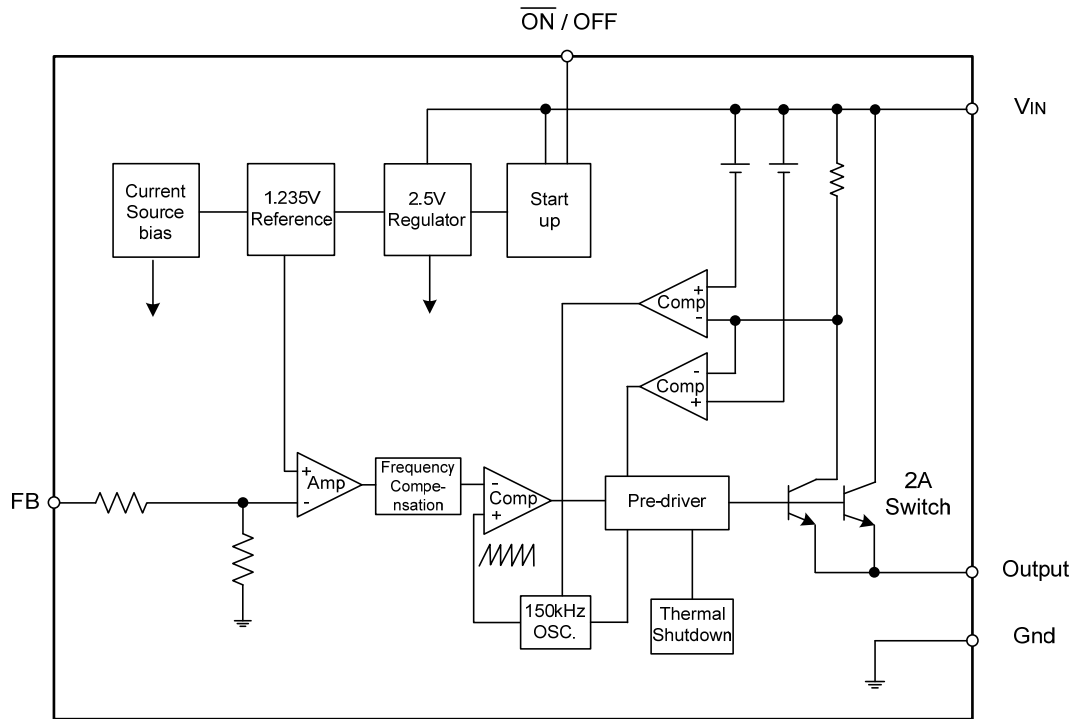 ON / OFF
VIN
Current
Source
bias
1.235V
Reference
2.5V
Regulator
Start
up
+
Comp
-
-
Comp
+
FB
+
Amp
-
Frequency
Compe-
nsation
-
Comp
+
Pre-driver
2A
Switch
150kHz
OSC.
Thermal
Shutdown
Output
Gnd